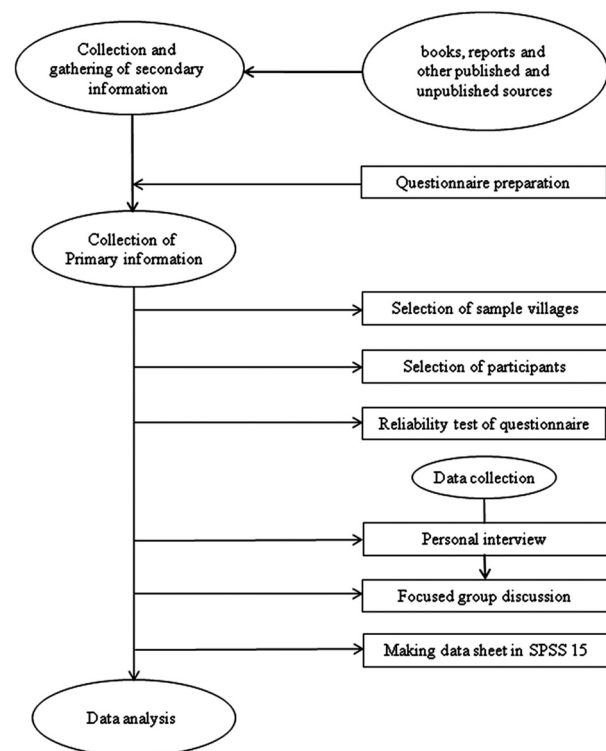 Collection and
gathering of secondary
information
books, reports and
other published and
unpublished sources
Questionnaire preparation
Collection of
Primary information
Selection of sample villages
Selection of participants
Reliability test of questionnaire
Data collection
Personal interview
Focused group discussion
Making data sheet in SPSS 15
Data analysis